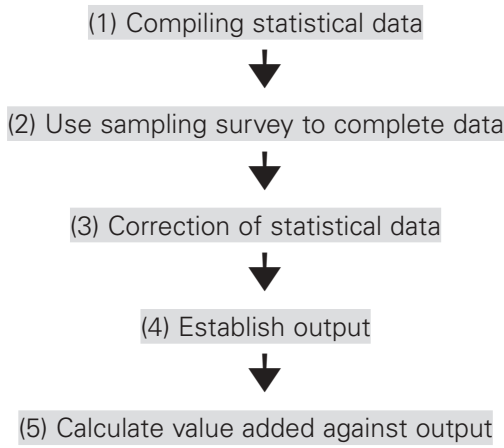 (1) Compiling statistical data
(2) Use sampling survey to complete data
(3) Correction of statistical data
(4) Establish output
(5) Calculate value added against output